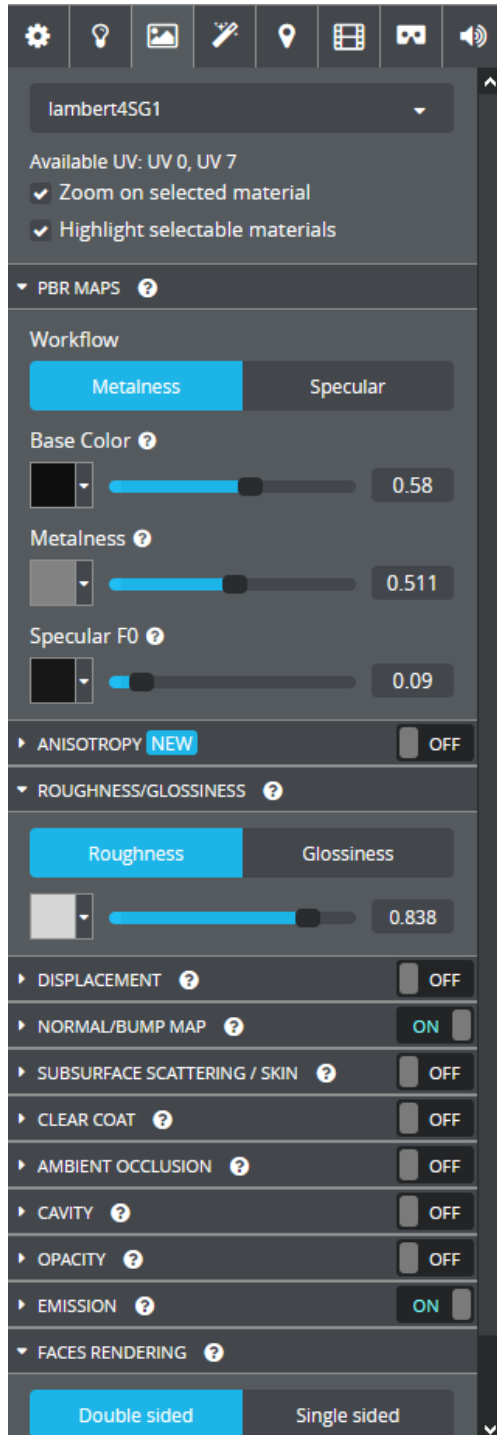 lambert4SG1
Available UV: UV 0, UV 7
Zoom on selected material
Highlight selectable materials
PBR MAPS ?
Workflow
Metalness Specular
Base Color ?
0.58
Metalness ?
0.511
Specular F0 ?
0.09
ANISOTROPY NEW OFF
ROUGHNESS/GLOSSINESS ?
Roughness Glossiness
0.838
DISPLACEMENT ? OFF
NORMAL/BUMP MAP ? ON
SUBSURFACE SCATTERING / SKIN ? OFF
CLEAR COAT ? OFF
AMBIENT OCCLUSION ? OFF
CAVITY ? OFF
OPACITY ? OFF
EMISSION ? ON
FACES RENDERING ?
Double sided Single sided